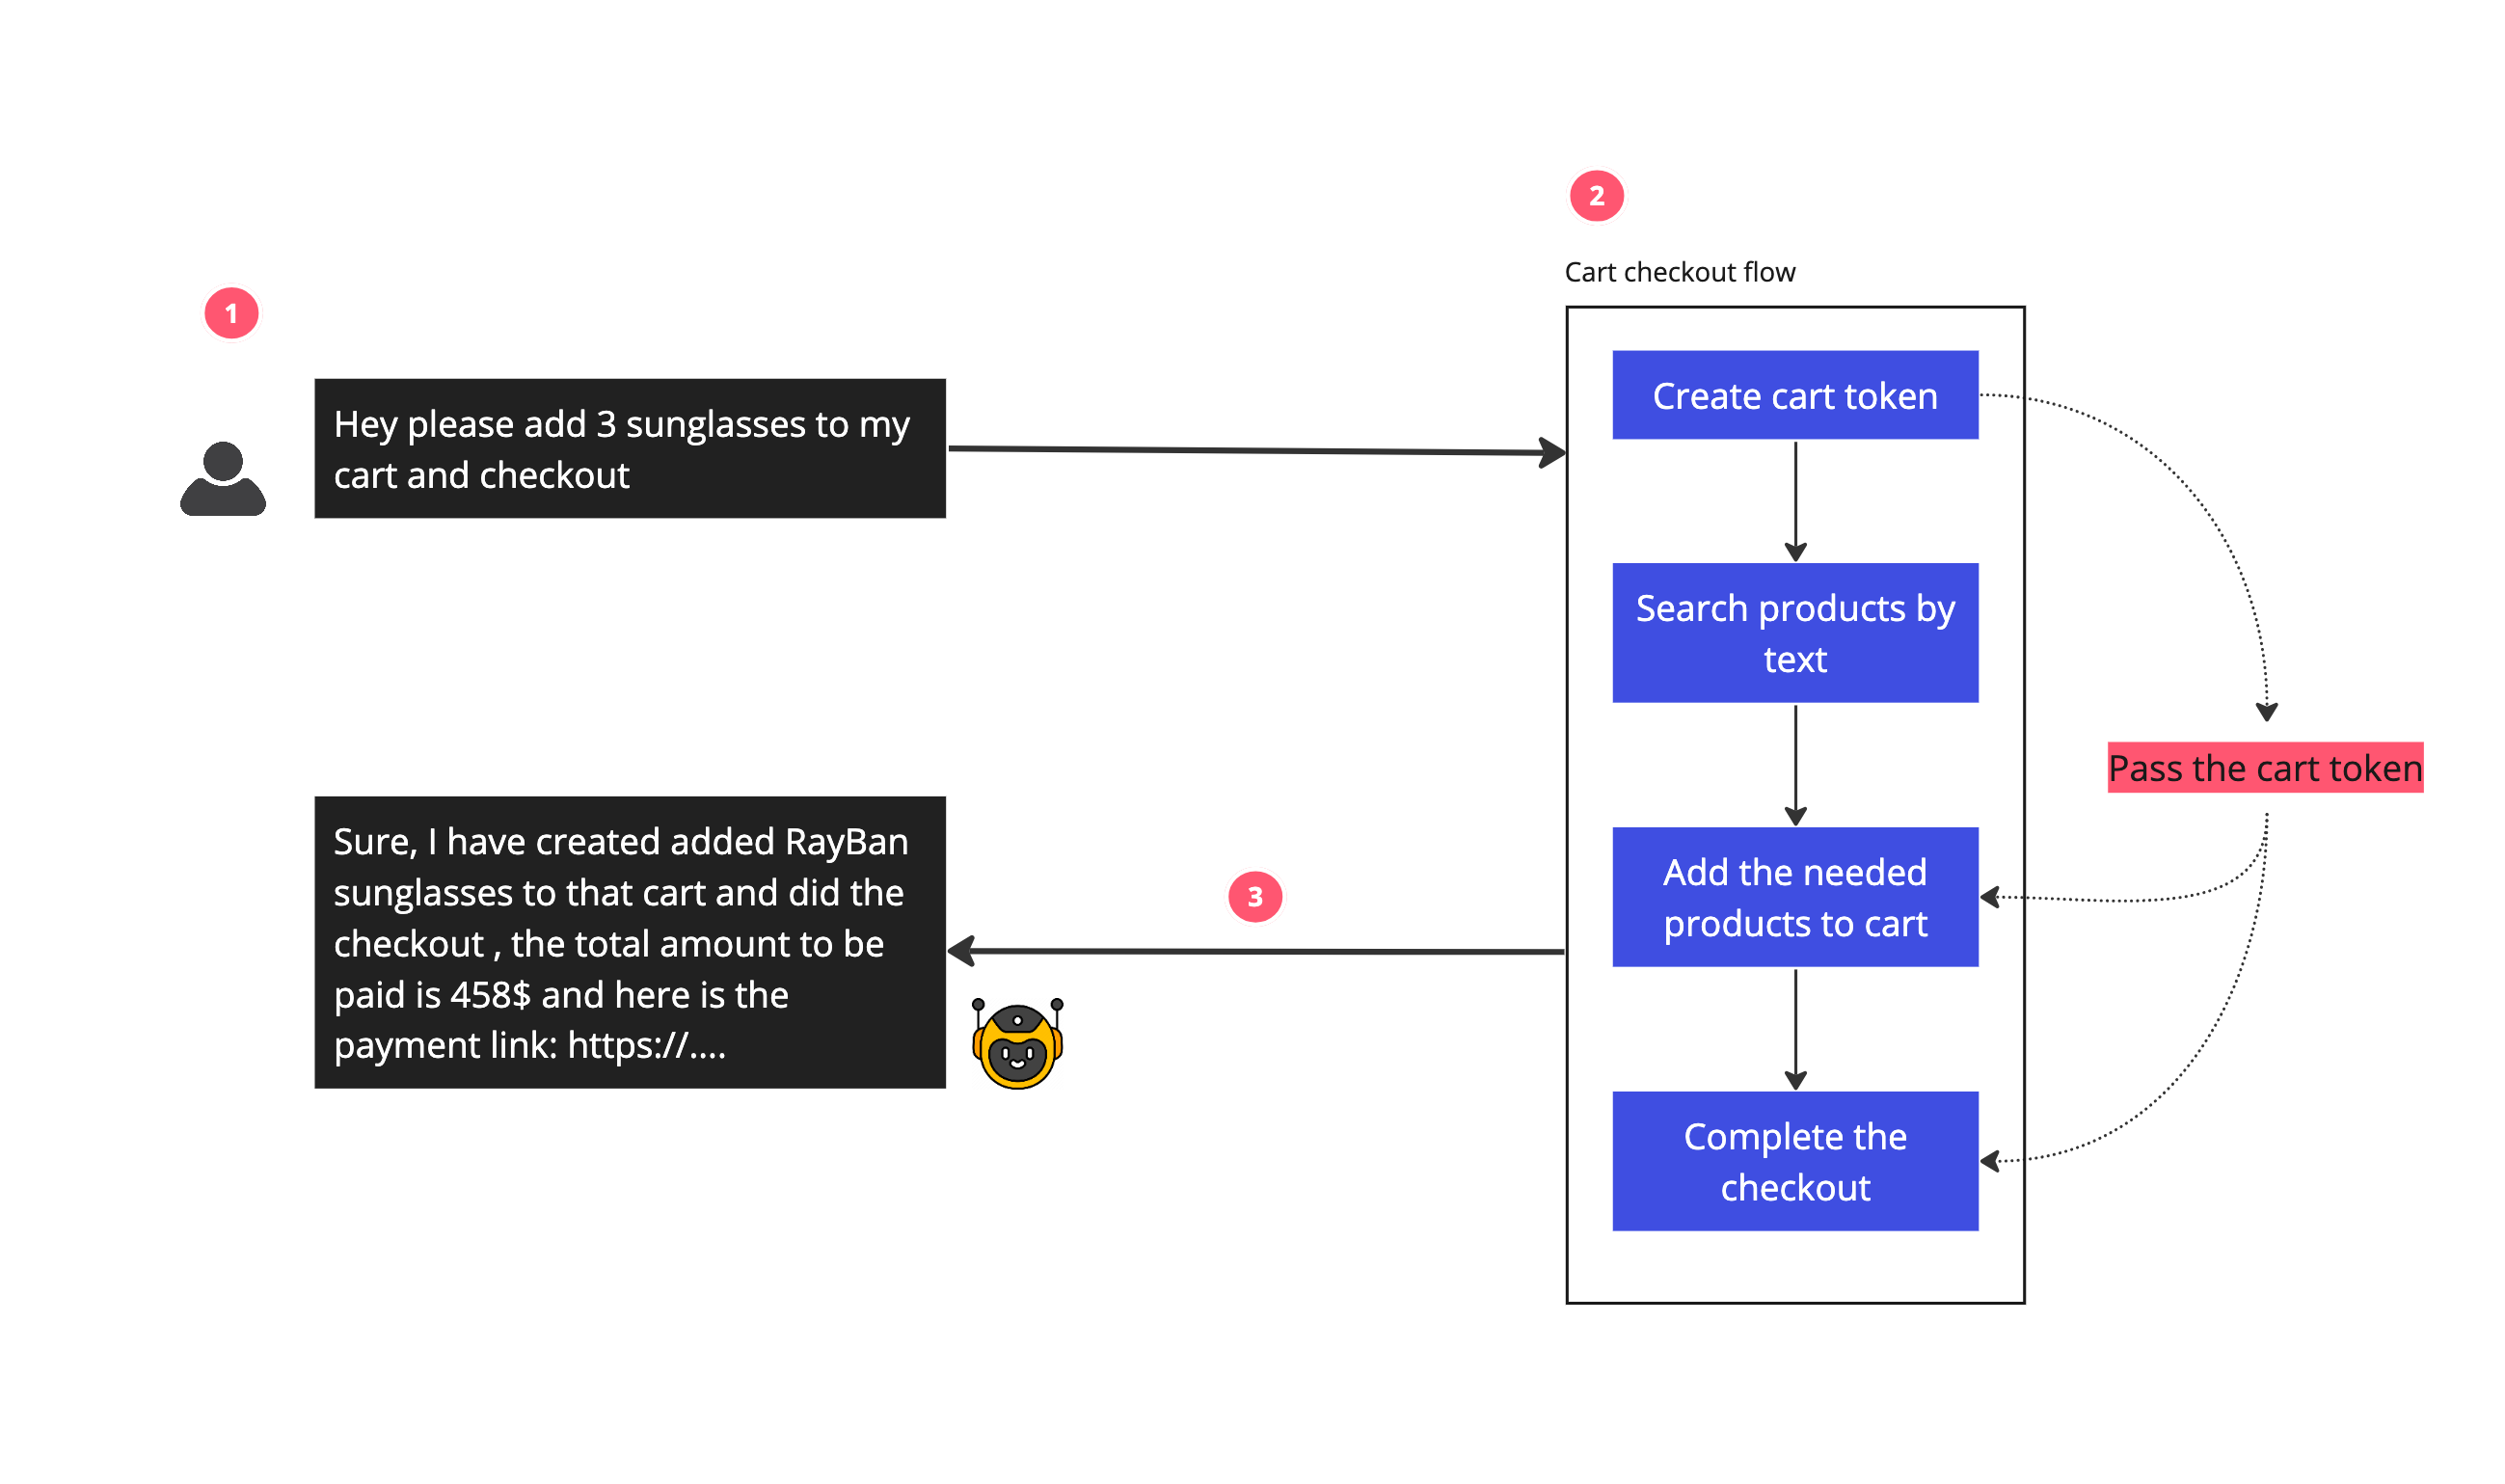 1
Hey please add 3 sunglasses to my
cart and checkout
2
Cart checkout flow
Create cart token
Search products by
text
Add the needed
products to cart
Complete the
checkout
Pass the cart token
3
Sure, I have created added RayBan
sunglasses to that cart and did the
checkout , the total amount to be
paid is 458$ and here is the
payment link: https://....